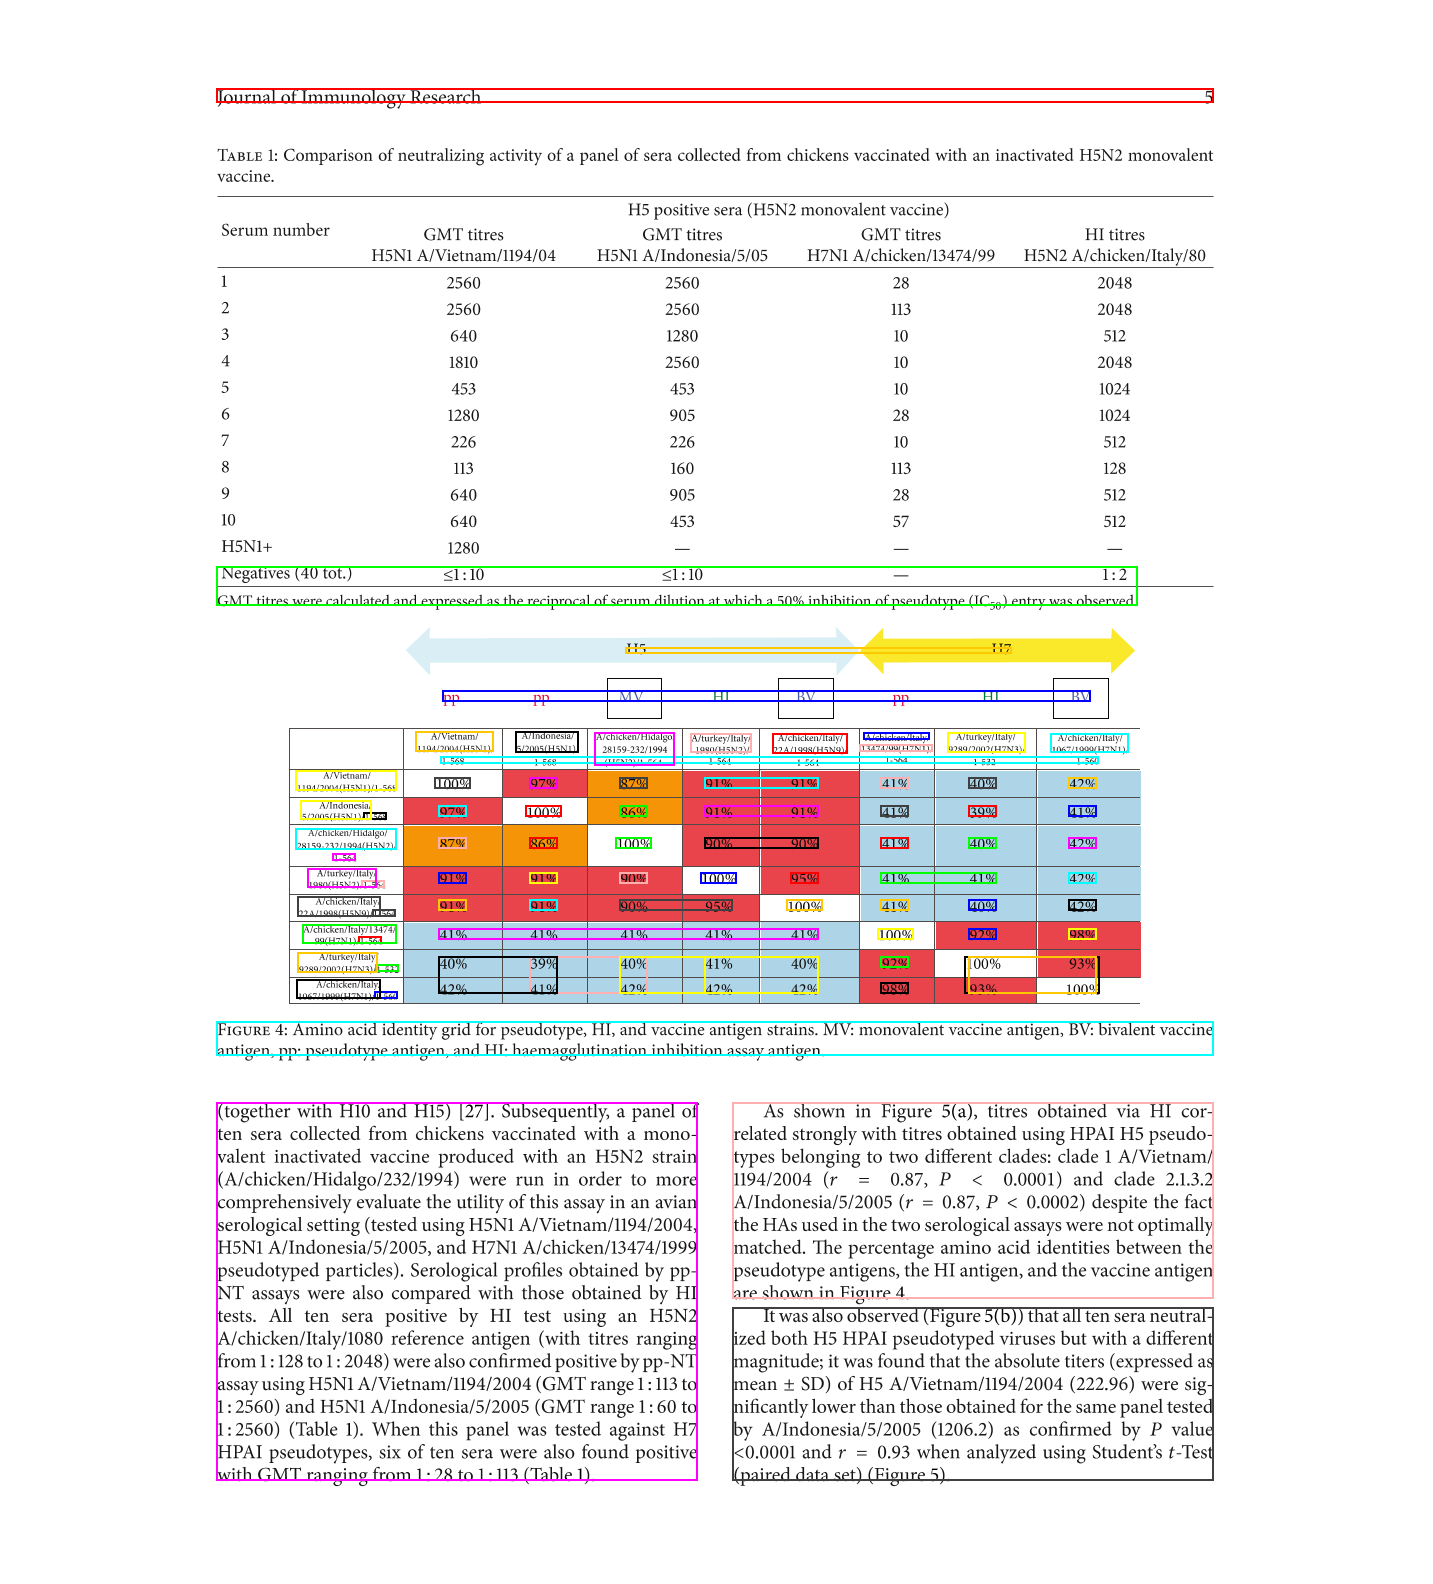 Journal of Immunology Research 5
TABLE 1: Comparison of neutralizing activity of a panel of sera collected from chickens vaccinated with an inactivated H5N2 monovalent
vaccine.
H5 positive sera (H5N2 monovalent vaccine)
Serum number GMT titres GMT titres GMT titres HI titres
H5N1 A/Vietnam/1194/04 H5N1 A/Indonesia/5/05 H7N1 A/chicken/13474/99 H5N2 A/chicken/Italy/80
1 2560 2560 28 2048
2 2560 2560 113 2048
3 640 1280 10 512
4 1810 2560 10 2048
5 453 453 10 1024
6 1280 905 28 1024
7 226 226 10 512
8 113 160 113 128
9 640 905 28 512
10 640 453 57 512
H5N1+ 1280 — — —
Negatives (40 tot.) ≤1 : 10 ≤1 : 10 — 1 : 2
GMT titres were calculated and expressed as the reciprocal of serum dilution at which a 50% inhibition of pseudotype (IC50) entry was observed.
H5 H7
pp pp MV HI BV pp HI BV
A/Vietnam/ A/Indonesia/ A/chicken/Hidalgo/ A/turkey/Italy/ A/chicken/Italy/ A/chicken/Italy/ A/turkey/Italy/ A/chicken/Italy/
1194/2004(H5N1) 5/2005(H5N1) 28159-232/1994 1980(H5N2)/ 22A/1998(H5N9) 13474/99(H7N1) 9289/2002(H7N3) 1067/1999(H7N1)
1-568 1-568 (H5N2)/1-564 1-564 1-564 1-564 1-532 1-560
A/Vietnam/
1194/2004(H5N1)/1-568 100% 97% 87% 91% 91% 41% 40% 42%
A/Indonesia/
5/2005(H5N1)/1-568 97% 100% 86% 91% 91% 41% 39% 41%
A/chicken/Hidalgo/
28159-232/1994(H5N2)/ 87% 86% 100% 90% 90% 41% 40% 42%
1-564
A/turkey/Italy/
1980(H5N2)/1-564 91% 91% 90% 100% 95% 41% 41% 42%
A/chicken/Italy/
22A/1998(H5N9)/1-564 91% 91% 90% 95% 100% 41% 40% 42%
A/chicken/Italy/13474/
99(H7N1)/1-564 41% 41% 41% 41% 41% 100% 92% 98%
A/turkey/Italy/
9289/2002(H7N3)/1-532 40% 39% 40% 41% 40% 92% 100% 93%
A/chicken/Italy/
1067/1999(H7N1)/1-560 42% 41% 42% 42% 42% 98% 93% 100%
FIGURE 4: Amino acid identity grid for pseudotype, HI, and vaccine antigen strains. MV: monovalent vaccine antigen, BV: bivalent vaccine
antigen, pp: pseudotype antigen, and HI: haemagglutination inhibition assay antigen.
(together with H10 and H15) [27]. Subsequently, a panel of
ten sera collected from chickens vaccinated with a mono-
valent inactivated vaccine produced with an H5N2 strain
(A/chicken/Hidalgo/232/1994) were run in order to more
comprehensively evaluate the utility of this assay in an avian
serological setting (tested using H5N1 A/Vietnam/1194/2004,
H5N1 A/Indonesia/5/2005, and H7N1 A/chicken/13474/1999
pseudotyped particles). Serological profiles obtained by pp-
NT assays were also compared with those obtained by HI
tests. All ten sera positive by HI test using an H5N2
A/chicken/Italy/1080 reference antigen (with titres ranging
from 1 : 128 to 1 : 2048) were also confirmed positive by pp-NT
assay using H5N1 A/Vietnam/1194/2004 (GMT range 1 : 113 to
1 : 2560) and H5N1 A/Indonesia/5/2005 (GMT range 1 : 60 to
1 : 2560) (Table 1). When this panel was tested against H7
HPAI pseudotypes, six of ten sera were also found positive
with GMT ranging from 1 : 28 to 1 : 113 (Table 1).
As shown in Figure 5(a), titres obtained via HI cor-
related strongly with titres obtained using HPAI H5 pseudo-
types belonging to two different clades: clade 1 A/Vietnam/
1194/2004 (r = 0.87, P < 0.0001) and clade 2.1.3.2
A/Indonesia/5/2005 (r = 0.87, P < 0.0002) despite the fact
the HAs used in the two serological assays were not optimally
matched. The percentage amino acid identities between the
pseudotype antigens, the HI antigen, and the vaccine antigen
are shown in Figure 4.
It was also observed (Figure 5(b)) that all ten sera neutral-
ized both H5 HPAI pseudotyped viruses but with a different
magnitude; it was found that the absolute titers (expressed as
mean ± SD) of H5 A/Vietnam/1194/2004 (222.96) were sig-
nificantly lower than those obtained for the same panel tested
by A/Indonesia/5/2005 (1206.2) as confirmed by P value
<0.0001 and r = 0.93 when analyzed using Student's t-Test
(paired data set) (Figure 5).